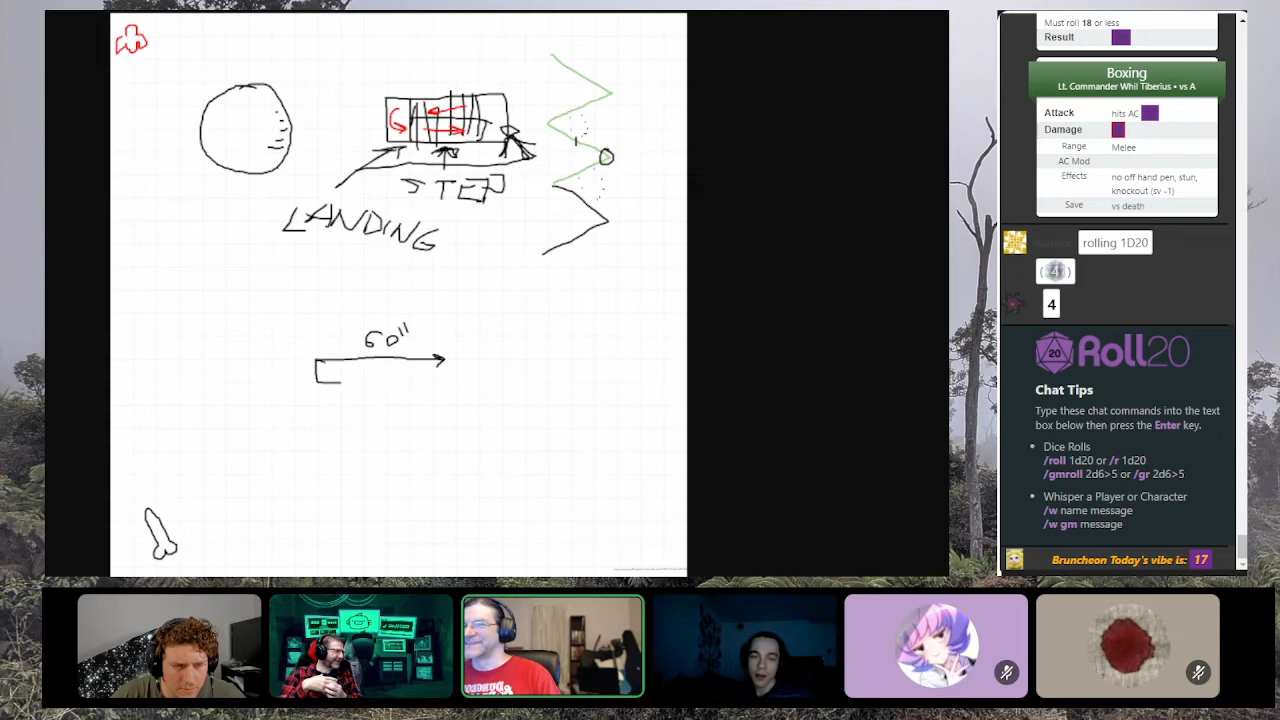 STEP
LANDING
60"
Must roll 18 or less
Result
Boxing
Lt. Commander Whil Tiberius • vs A
Attack
hits AC
Damage
Range
Melee
AC Mod
Effects
no off hand pen, stun,
knockout (sv -1)
Save
vs death
rolling 1D20
(4)
4
20
Roll20
Chat Tips
Type these chat commands into the text
box below then press the Enter key.
• Dice Rolls
/roll 1d20 or /r 1d20
/gmroll 2d6>5 or /gr 2d6>5
• Whisper a Player or Character
/w name message
/w gm message
Bruncheon Today's vibe is: 17